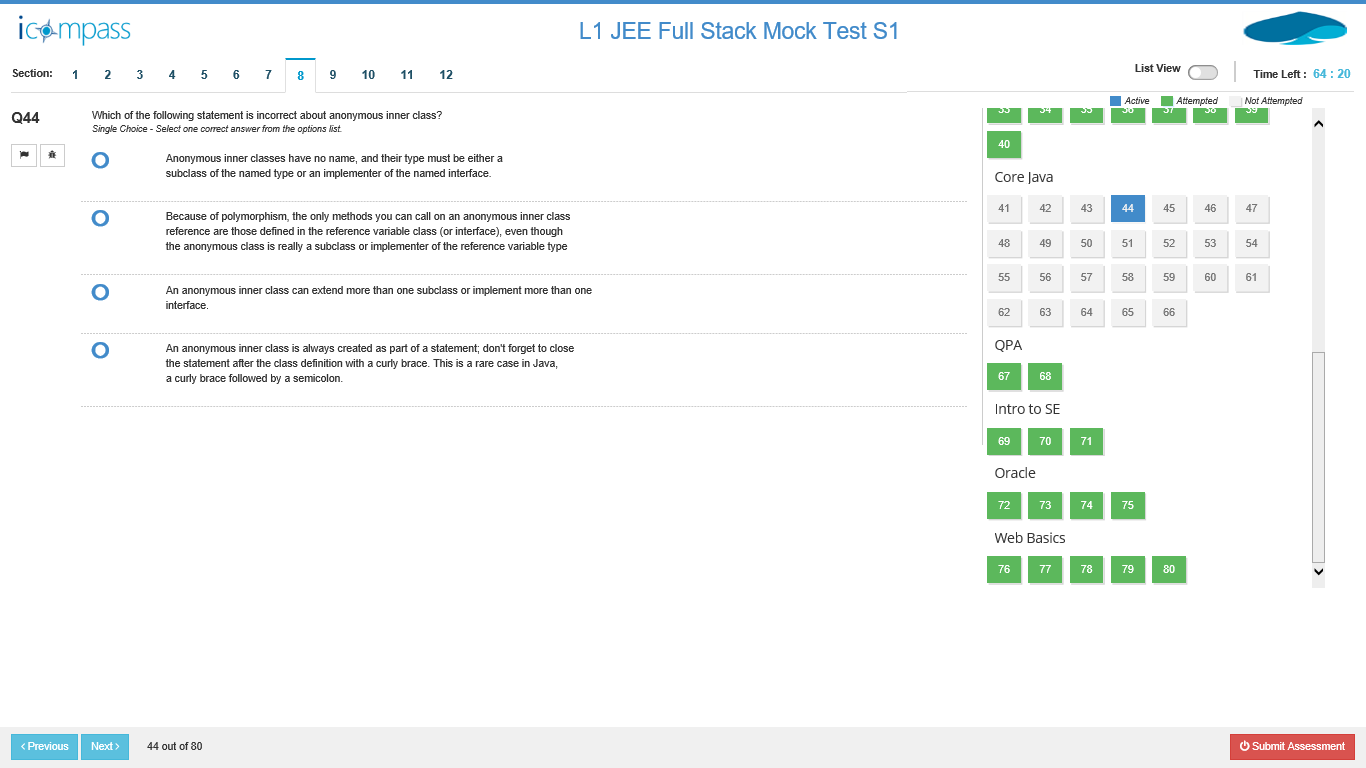 icompass
L1 JEE Full Stack Mock Test S1
Section: 1 2 3 4 5 6 7 8 9 10 11 12
List View
Time Left : 64 : 20
Active Attempted Not Attempted
Q44
Which of the following statement is incorrect about anonymous inner class?
Single Choice - Select one correct answer from the options list.
Anonymous inner classes have no name, and their type must be either a
subclass of the named type or an implementer of the named interface.
Because of polymorphism, the only methods you can call on an anonymous inner class
reference are those defined in the reference variable class (or interface), even though
the anonymous class is really a subclass or implementer of the reference variable type
An anonymous inner class can extend more than one subclass or implement more than one
interface.
An anonymous inner class is always created as part of a statement; don't forget to close
the statement after the class definition with a curly brace. This is a rare case in Java,
a curly brace followed by a semicolon.
33 34 35 36 37 38 39
40
Core Java
41 42 43 44 45 46 47
48 49 50 51 52 53 54
55 56 57 58 59 60 61
62 63 64 65 66
QPA
67 68
Intro to SE
69 70 71
Oracle
72 73 74 75
Web Basics
76 77 78 79 80
Previous Next 44 out of 80
Submit Assessment